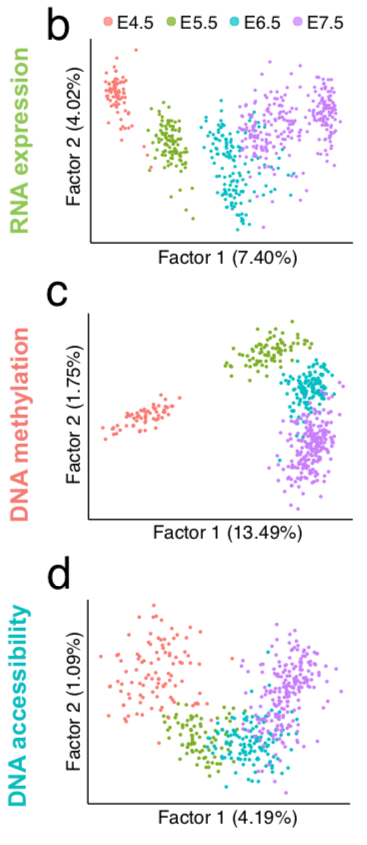 b
E4.5 E5.5 E6.5 E7.5
RNA expression
Factor 2 (4.02%)
Factor 1 (7.40%)
c
DNA methylation
Factor 2 (1.75%)
Factor 1 (13.49%)
d
DNA accessibility
Factor 2 (1.09%)
Factor 1 (4.19%)